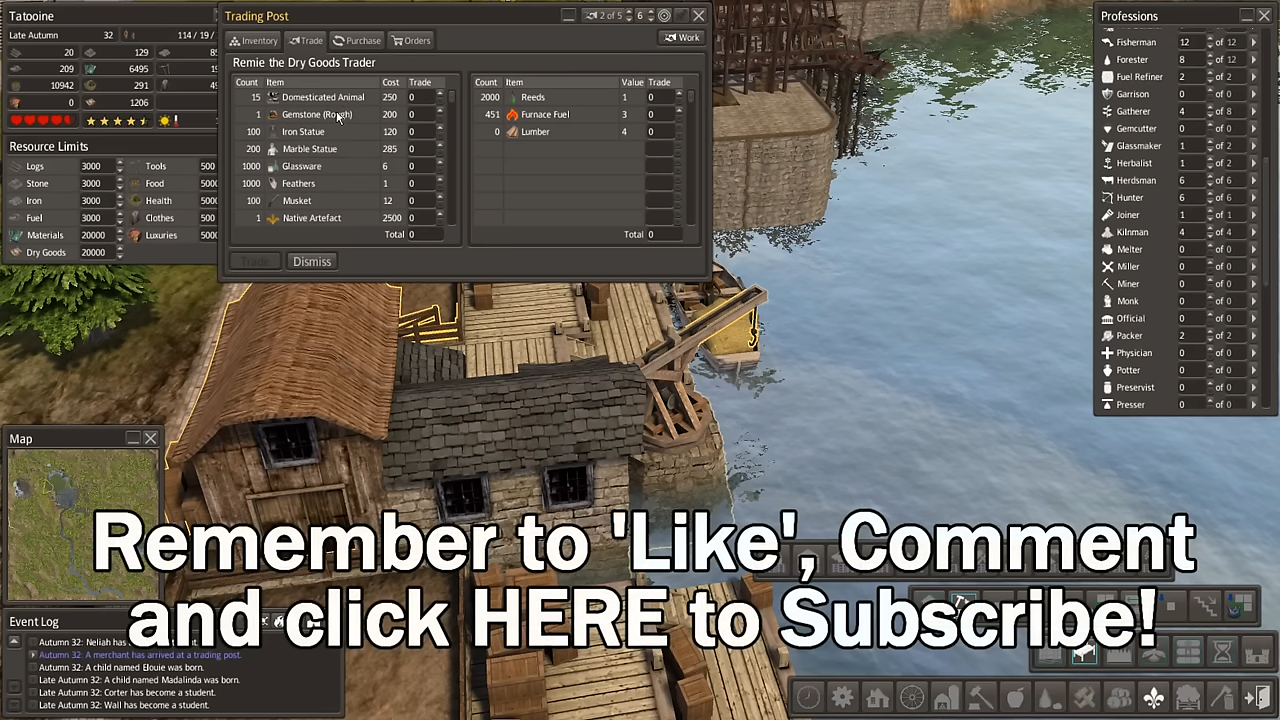 Tatooine
Late Autumn 32 114 / 19 /
20 129
209 6495
10942 291
0 1206
Resource Limits
Logs 3000 Tools 500
Stone 3000 Food 5000
Iron 3000 Health 5000
Fuel 3000 Clothes 500
Materials 20000 Luxuries 5000
Dry Goods 20000
Trading Post 2 of 5 6
Inventory Trade Purchase Orders Work
Remie the Dry Goods Trader
Count Item Cost Trade
15 Domesticated Animal 250 0
1 Gemstone (Rough) 200 0
100 Iron Statue 120 0
200 Marble Statue 285 0
1000 Glassware 6 0
1000 Feathers 1 0
100 Musket 12 0
1 Native Artefact 2500 0
Total 0
Count Item Value Trade
2000 Reeds 1 0
451 Furnace Fuel 3 0
0 Lumber 4 0
Total 0
Trade Dismiss
Professions
Fisherman 12 of 12
Forester 8 of 12
Fuel Refiner 2 of 2
Garrison 0 of 0
Gatherer 4 of 8
Gemcutter 0 of 0
Glassmaker 1 of 2
Herbalist 1 of 2
Herdsman 6 of 6
Hunter 6 of 6
Joiner 1 of 1
Kilnman 4 of 4
Melter 0 of 0
Miller 0 of 0
Miner 0 of 0
Monk 0 of 0
Official 0 of 0
Packer 2 of 2
Physician 0 of 0
Potter 0 of 0
Preservist 0 of 0
Presser 0 of 0
Map
Remember to 'Like', Comment
and click HERE to Subscribe!
Event Log
Autumn 32: Neliah has
Autumn 32: A merchant has arrived at a trading post.
Autumn 32: A child named Elouie was born.
Late Autumn 32: A child named Madalinda was born.
Late Autumn 32: Corter has become a student.
Late Autumn 32: Wall has become a student.